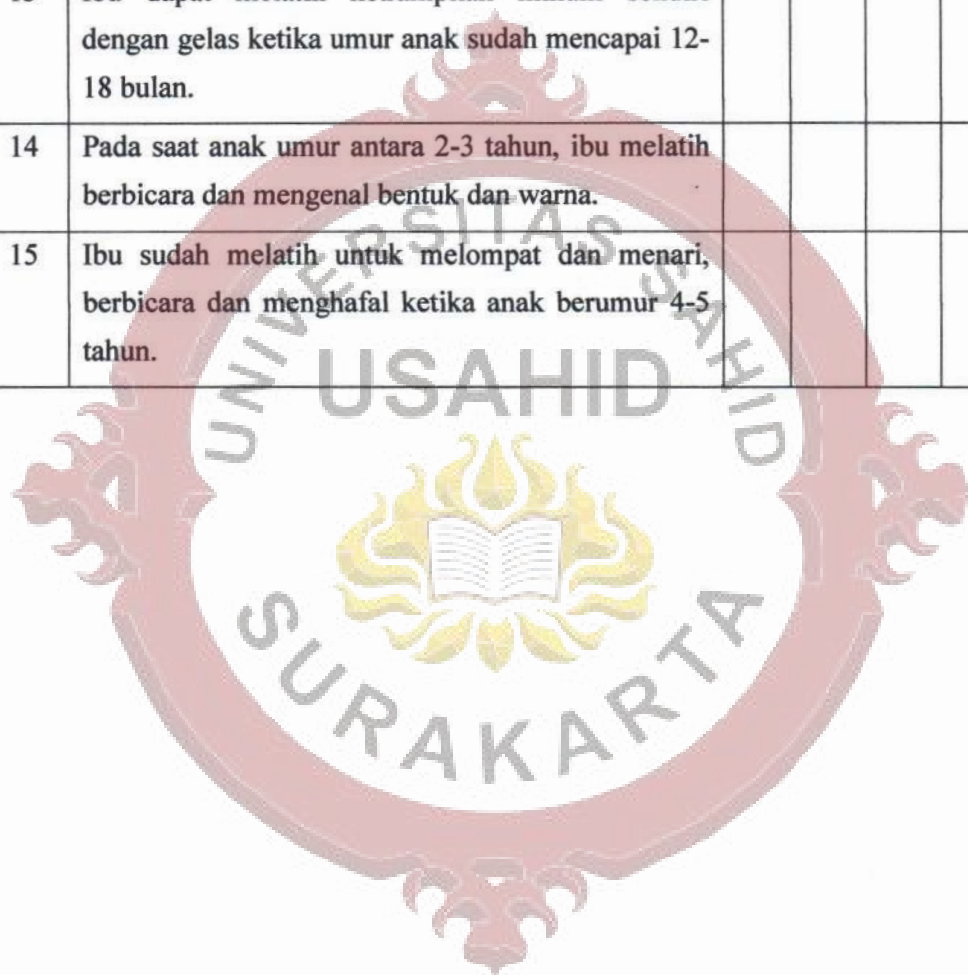 dengan gelas ketika umur anak sudah mencapai 12-
18 bulan.
14 Pada saat anak umur antara 2-3 tahun, ibu melatih
berbicara dan mengenal bentuk dan warna.
15 Ibu sudah melatih untuk melompat dan menari,
berbicara dan menghafal ketika anak berumur 4-5
tahun.
UNIVERSITAS SAHID
USAHID
SURAKARTA